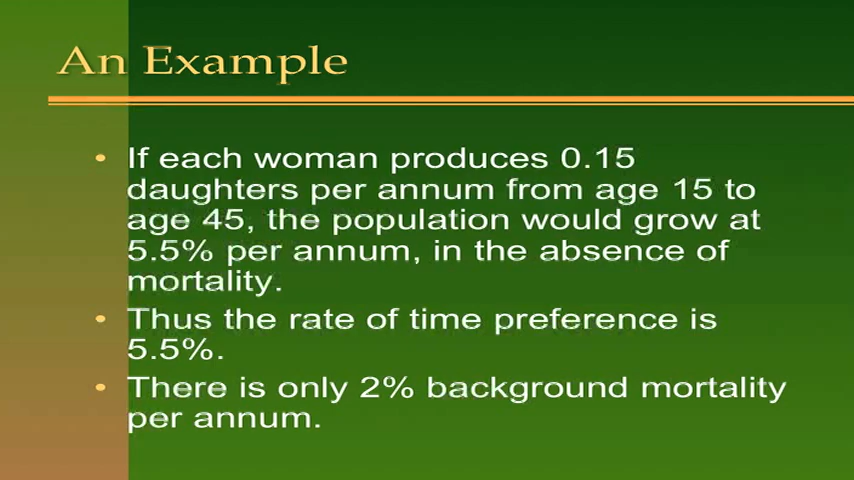 An Example
• If each woman produces 0.15
daughters per annum from age 15 to
age 45, the population would grow at
5.5% per annum, in the absence of
mortality.
• Thus the rate of time preference is
5.5%.
• There is only 2% background mortality
per annum.